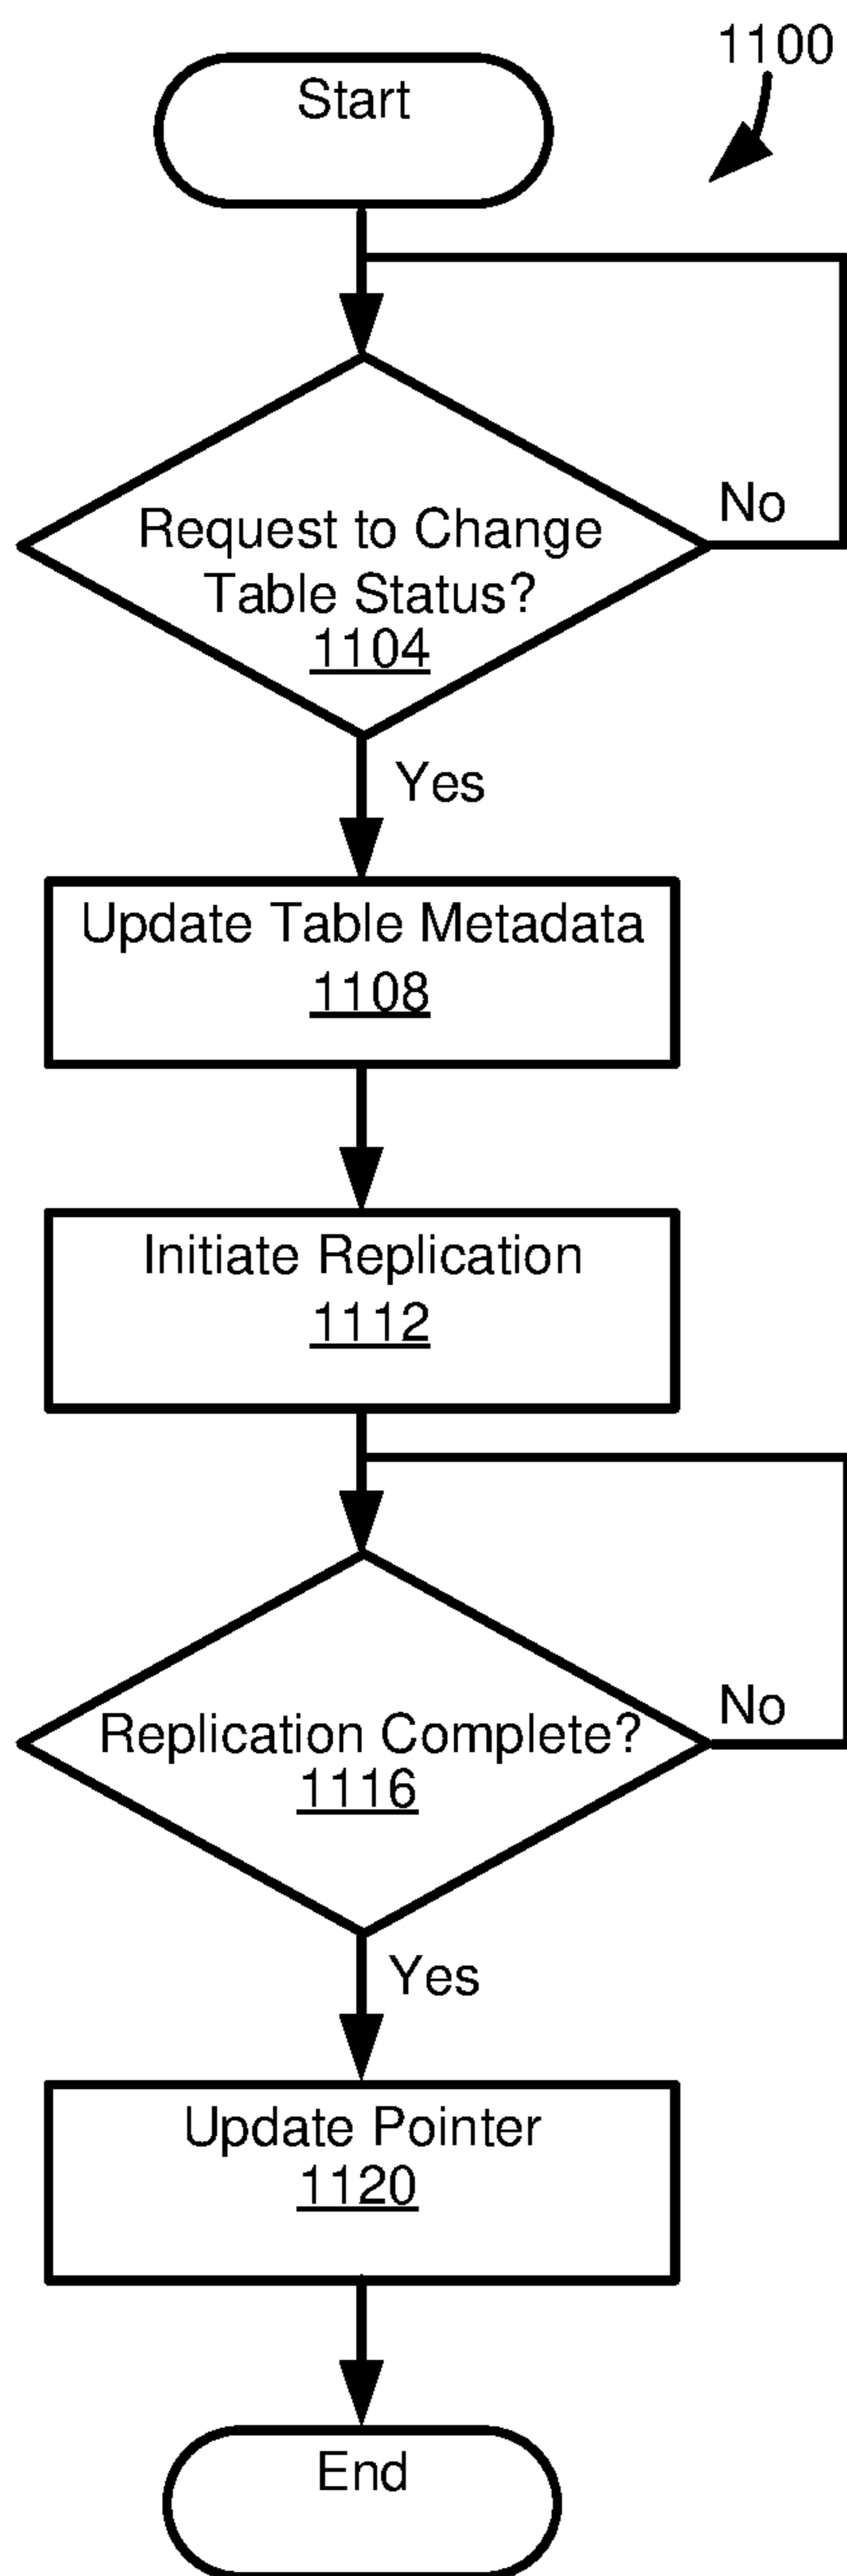 1100
Start
Request to Change
Table Status?
1104
No
Yes
Update Table Metadata
1108
Initiate Replication
1112
Replication Complete?
1116
No
Yes
Update Pointer
1120
End